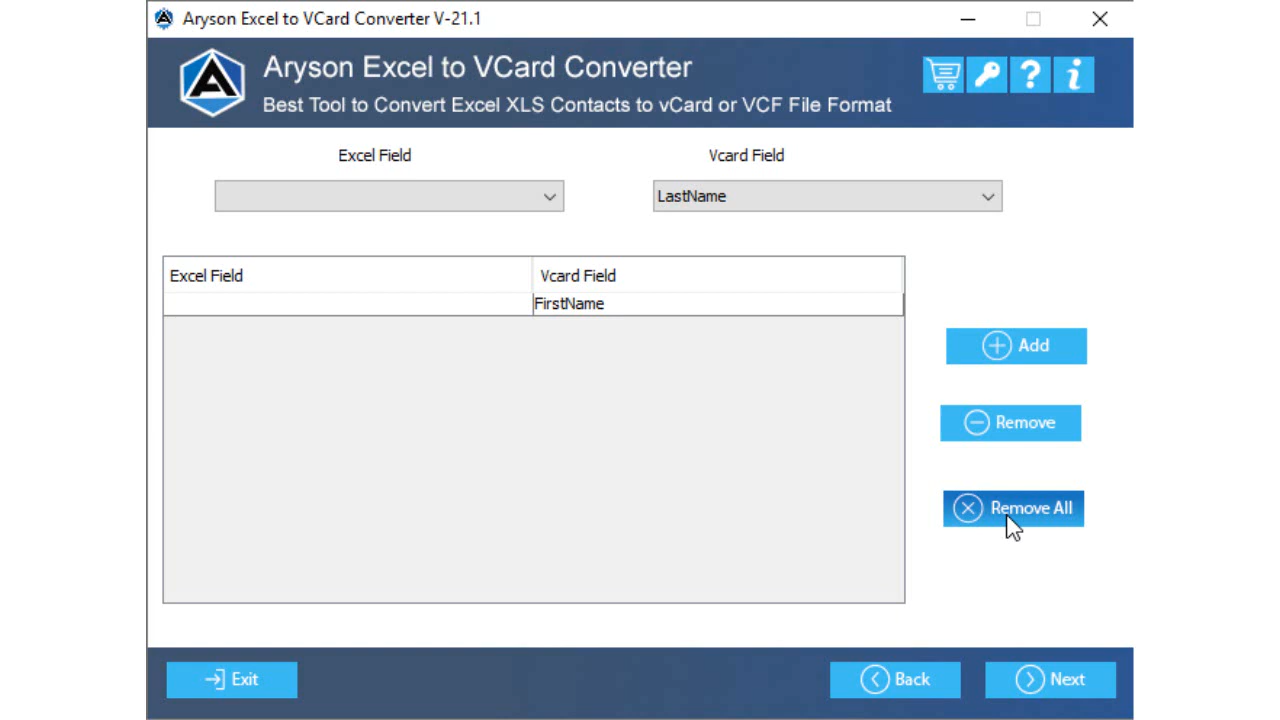 Aryson Excel to VCard Converter V-21.1
Aryson Excel to VCard Converter
Best Tool to Convert Excel XLS Contacts to vCard or VCF File Format
Excel Field
Vcard Field
LastName
Excel Field
Vcard Field
FirstName
Add
Remove
Remove All
Exit
Back
Next